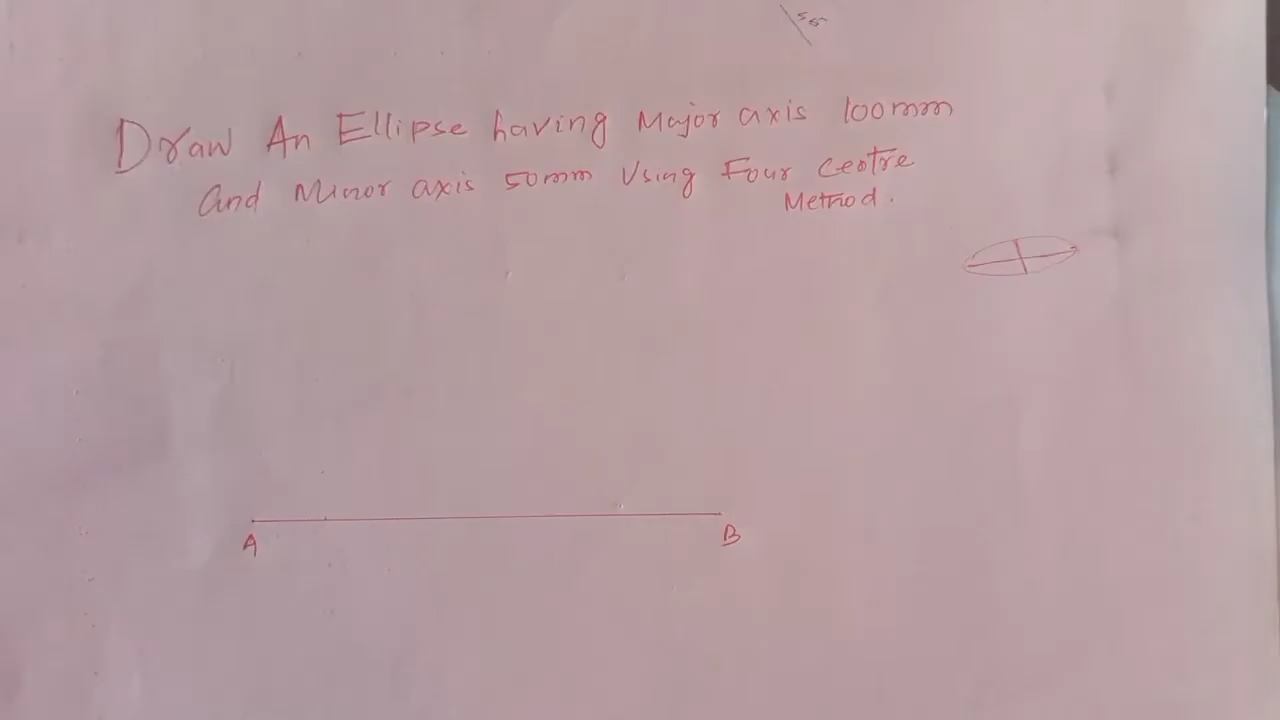 Draw An Ellipse having Major axis 100mm
and Minor axis 50mm Using Four Centre
Method.
A
B